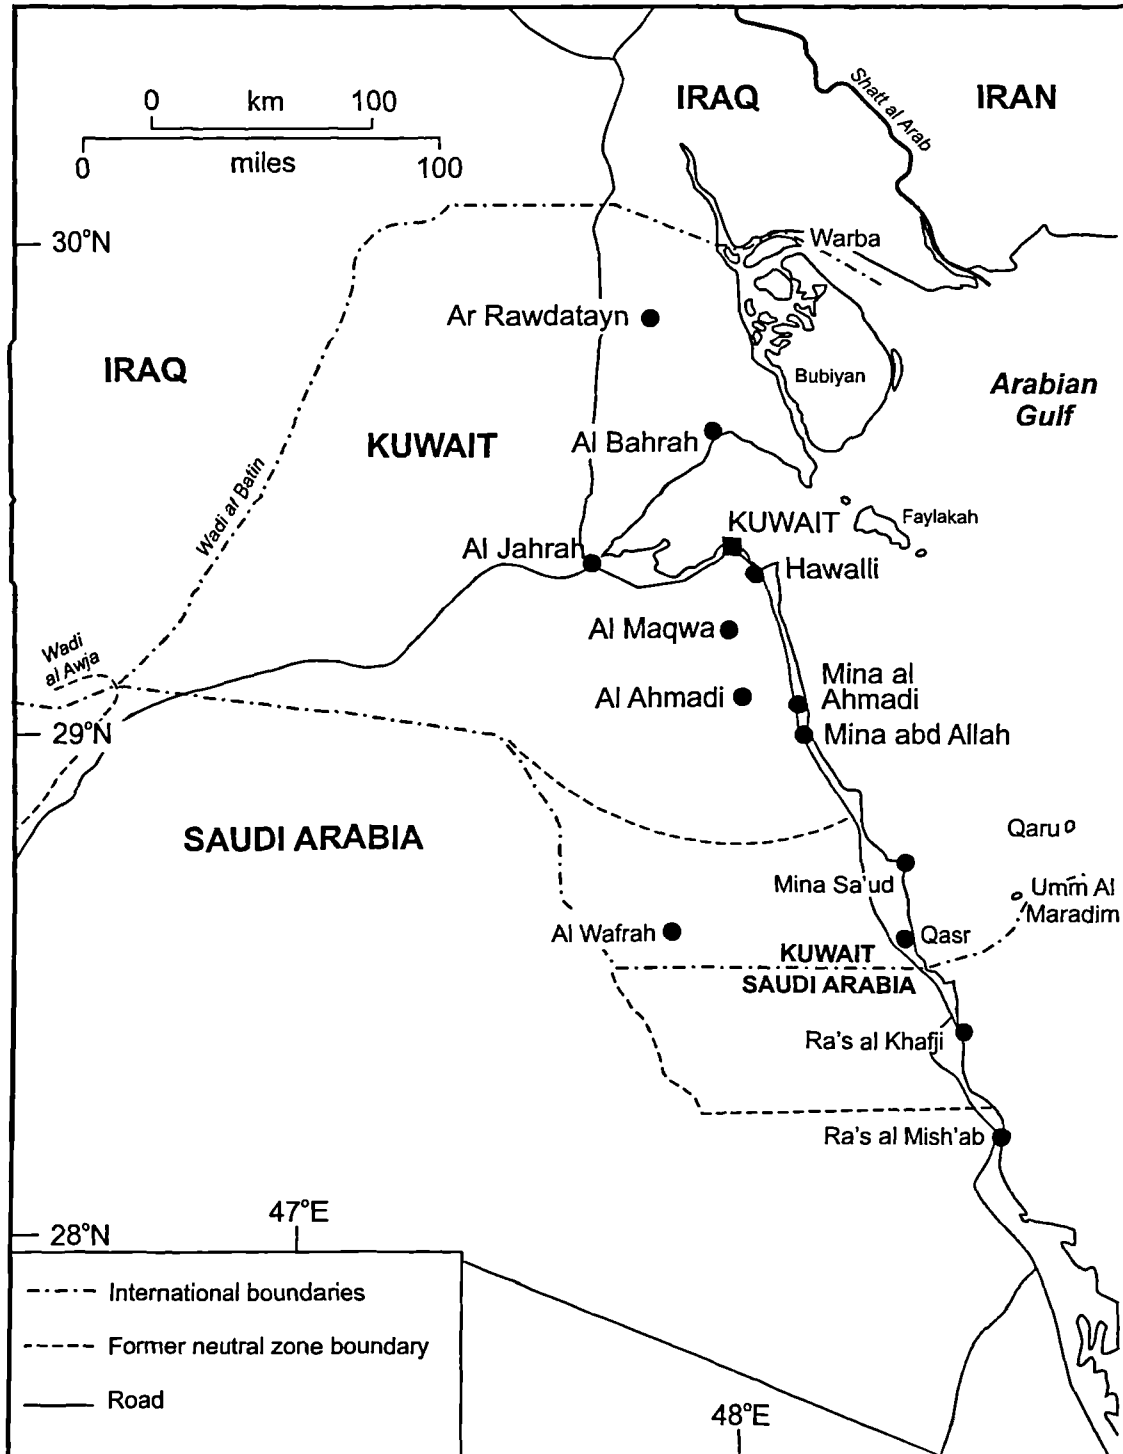 IRAQ
IRAN
Shatt al Arab
0 km 100
0 miles 100
30°N
Warba
Ar Rawdatayn
IRAQ
Bubiyan
Arabian
Gulf
KUWAIT
Al Bahrah
Wadi al Batin
KUWAIT
Faylakah
Al Jahrah
Hawalli
Al Maqwa
Wadi
al Awja
Al Ahmadi
Mina al
Ahmadi
29°N
Mina abd Allah
SAUDI ARABIA
Qaru
Mina Sa'ud
Umm Al
Maradim
Al Wafrah
Qasr
KUWAIT
SAUDI ARABIA
Ra's al Khafji
Ra's al Mish'ab
47°E
28°N
International boundaries
Former neutral zone boundary
Road
48°E